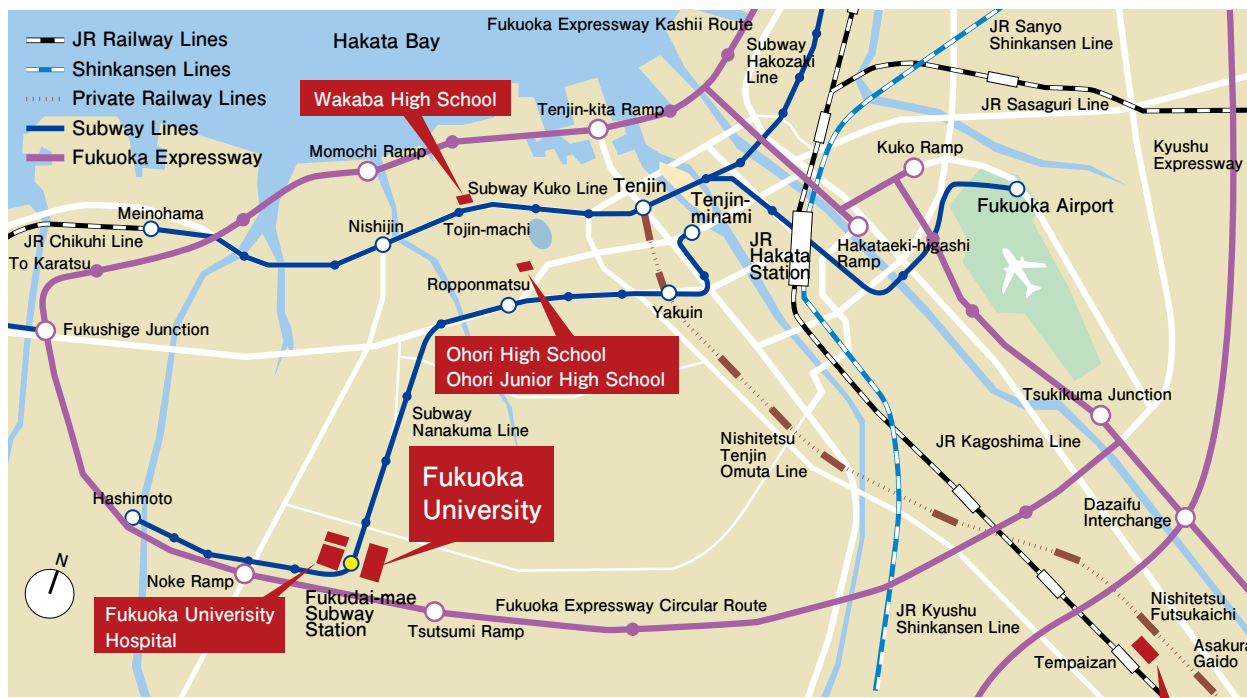 JR Railway Lines
Shinkansen Lines
Private Railway Lines
Subway Lines
Fukuoka Expressway
Hakata Bay
Fukuoka Expressway Kashii Route
Subway
Hakozaki
Line
JR Sanyo
Shinkansen Line
Wakaba High School
Tenjin-kita Ramp
JR Sasaguri Line
Momochi Ramp
Kuko Ramp
Kyushu
Expressway
Meinohama
Subway Kuko Line
Tenjin
Tenjin-
minami
Fukuoka Airport
JR Chikuhi Line
To Karatsu
Nishijin
Tojin-machi
JR
Hakata
Station
Hakataeki-higashi
Ramp
Ropponmatsu
Yakuin
Fukushige Junction
Ohori High School
Ohori Junior High School
Tsukikuma Junction
Subway
Nanakuma Line
Nishitetsu
Tenjin
Omuta Line
JR Kagoshima Line
Fukuoka
University
Hashimoto
Dazaifu
Interchange
N
Noke Ramp
Fukudai-mae
Subway
Station
Fukuoka Univerisity
Hospital
Tsutsumi Ramp
Fukuoka Expressway Circular Route
JR Kyushu
Shinkansen Line
Nishitetsu
Futsukaichi
Tempaizan
Asakura
Gaido